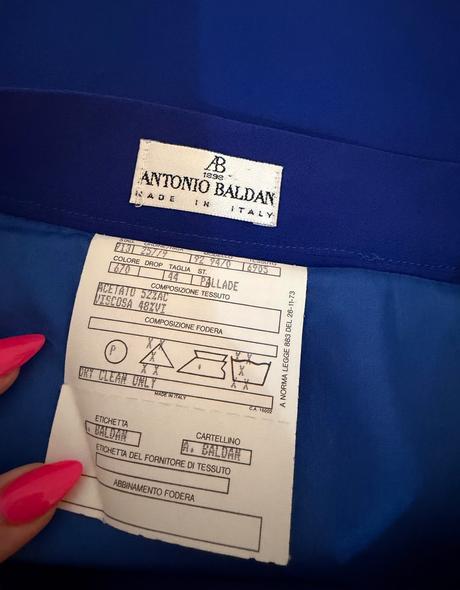 AB
1898
ANTONIO BALDAN
MADE IN ITALY
COLORE DROP TAGLIA ST.
670 44 PALLADE
COMPOSIZIONE TESSUTO
ACETATO 52%AC
VISCOSA 48%VI
COMPOSIZIONE FODERA
P
DRY CLEAN ONLY
MADE IN ITALY
A NORMA LEGGE 883 DEL 26-11-73
ETICHETTA
A. BALDAN
CARTELLINO
A. BALDAN
ETICHETTA DEL FORNITORE DI TESSUTO
ABBINAMENTO FODERA